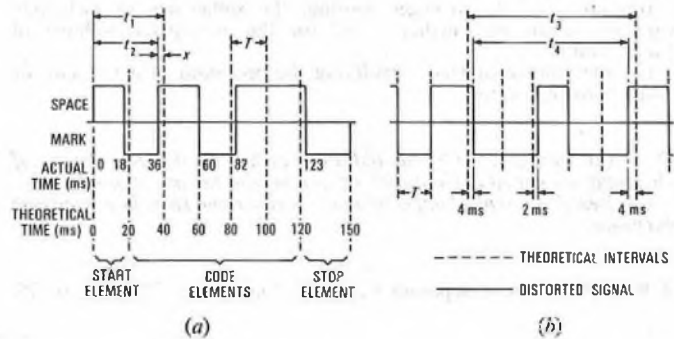 t₁
t₂
x
T
SPACE
MARK
ACTUAL TIME (ms)
0 18 36 60 82 123
THEORETICAL TIME (ms)
0 20 40 60 80 100 120 150
START ELEMENT
CODE ELEMENTS
STOP ELEMENT
(a)
t₃
t₄
T
4 ms
2 ms
4 ms
THEORETICAL INTERVALS
DISTORTED SIGNAL
(b)